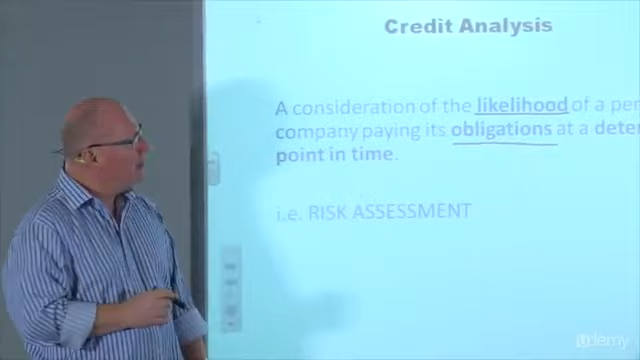 Credit Analysis
A consideration of the likelihood of a per
company paying its obligations at a deter
point in time.
i.e. RISK ASSESSMENT
ûdemy